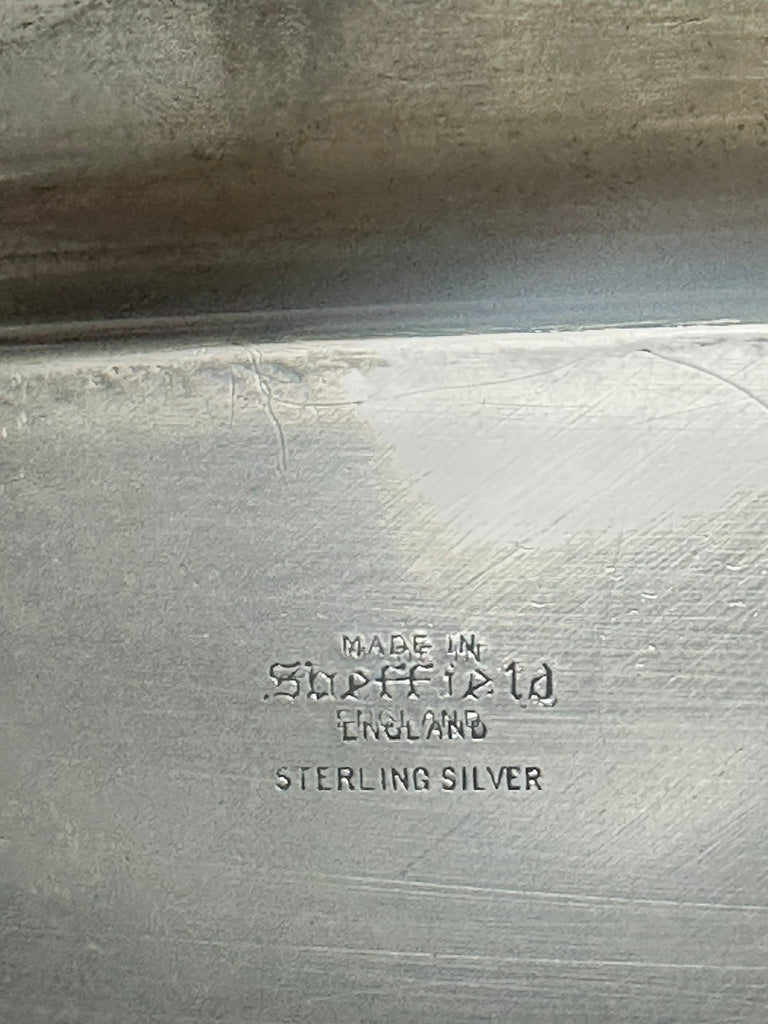 MADE IN
Sheffield
ENGLAND
STERLING SILVER